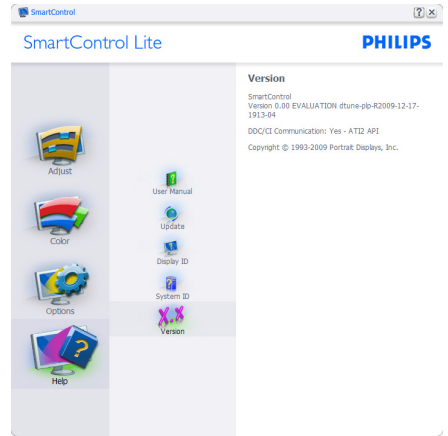 SmartControl
SmartControl Lite
PHILIPS
Adjust
Color
Options
Help
User Manual
Update
Display ID
System ID
X.X
Version
Version
SmartControl
Version 0.00 EVALUATION dtune-plp-R2009-12-17-
1913-04
DDC/CI Communication: Yes - ATI2 API
Copyright © 1993-2009 Portrait Displays, Inc.